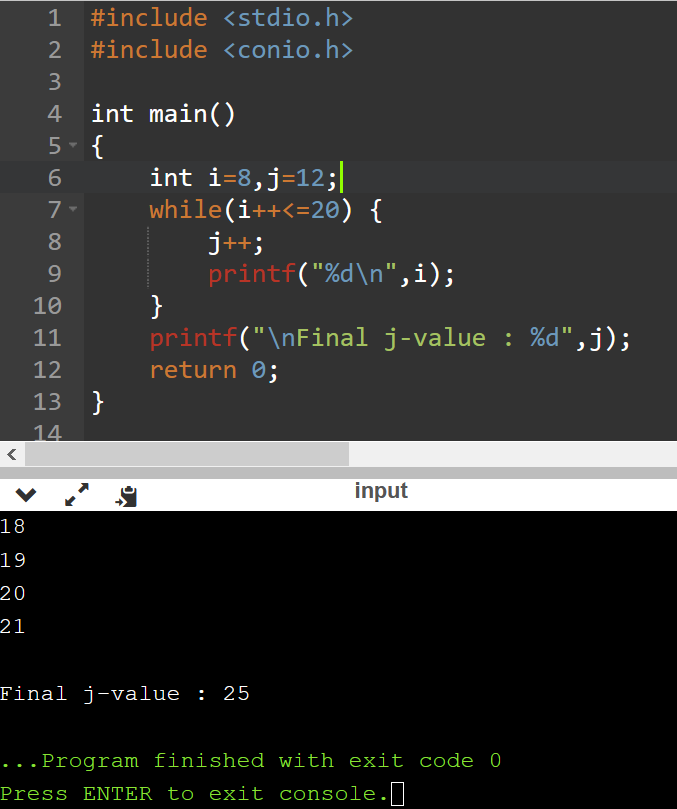 1 #include <stdio.h>
2 #include <conio.h>
3
4 int main()
5 {
6     int i=8,j=12;
7     while(i++<=20) {
8         j++;
9         printf("%d\n",i);
10     }
11     printf("\nFinal j-value : %d",j);
12     return 0;
13 }
14
input
18
19
20
21
Final j-value : 25
...Program finished with exit code 0
Press ENTER to exit console.